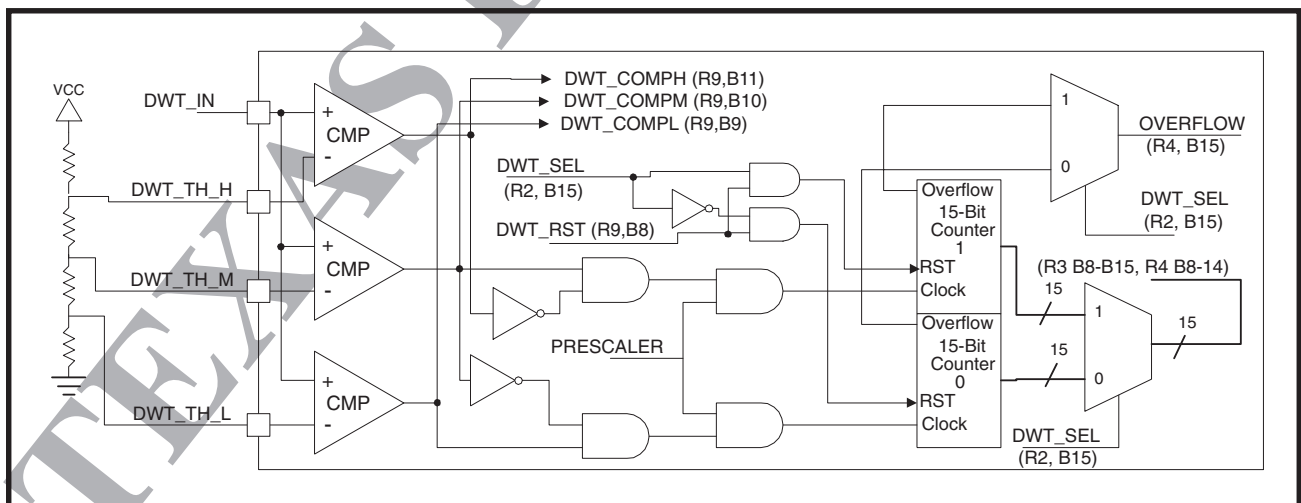 TEXAS
VCC
DWT_IN
DWT_TH_H
DWT_TH_M
DWT_TH_L
+
CMP
-
+
CMP
-
+
CMP
-
DWT_COMPH (R9,B11)
DWT_COMPM (R9,B10)
DWT_COMPL (R9,B9)
DWT_SEL
(R2, B15)
DWT_RST (R9,B8)
PRESCALER
Overflow
15-Bit
Counter
1
RST
Clock
Overflow
15-Bit
Counter
0
RST
Clock
1
0
OVERFLOW
(R4, B15)
DWT_SEL
(R2, B15)
(R3 B8-B15, R4 B8-14)
15
15
1
0
15
DWT_SEL
(R2, B15)